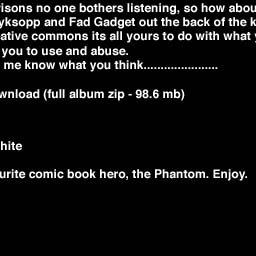 isons no one bothers listening, so how abou
yksopp and Fad Gadget out the back of the k
ative commons its all yours to do with what y
you to use and abuse.
me know what you think......................
wnload (full album zip - 98.6 mb)
hite
urite comic book hero, the Phantom. Enjoy.